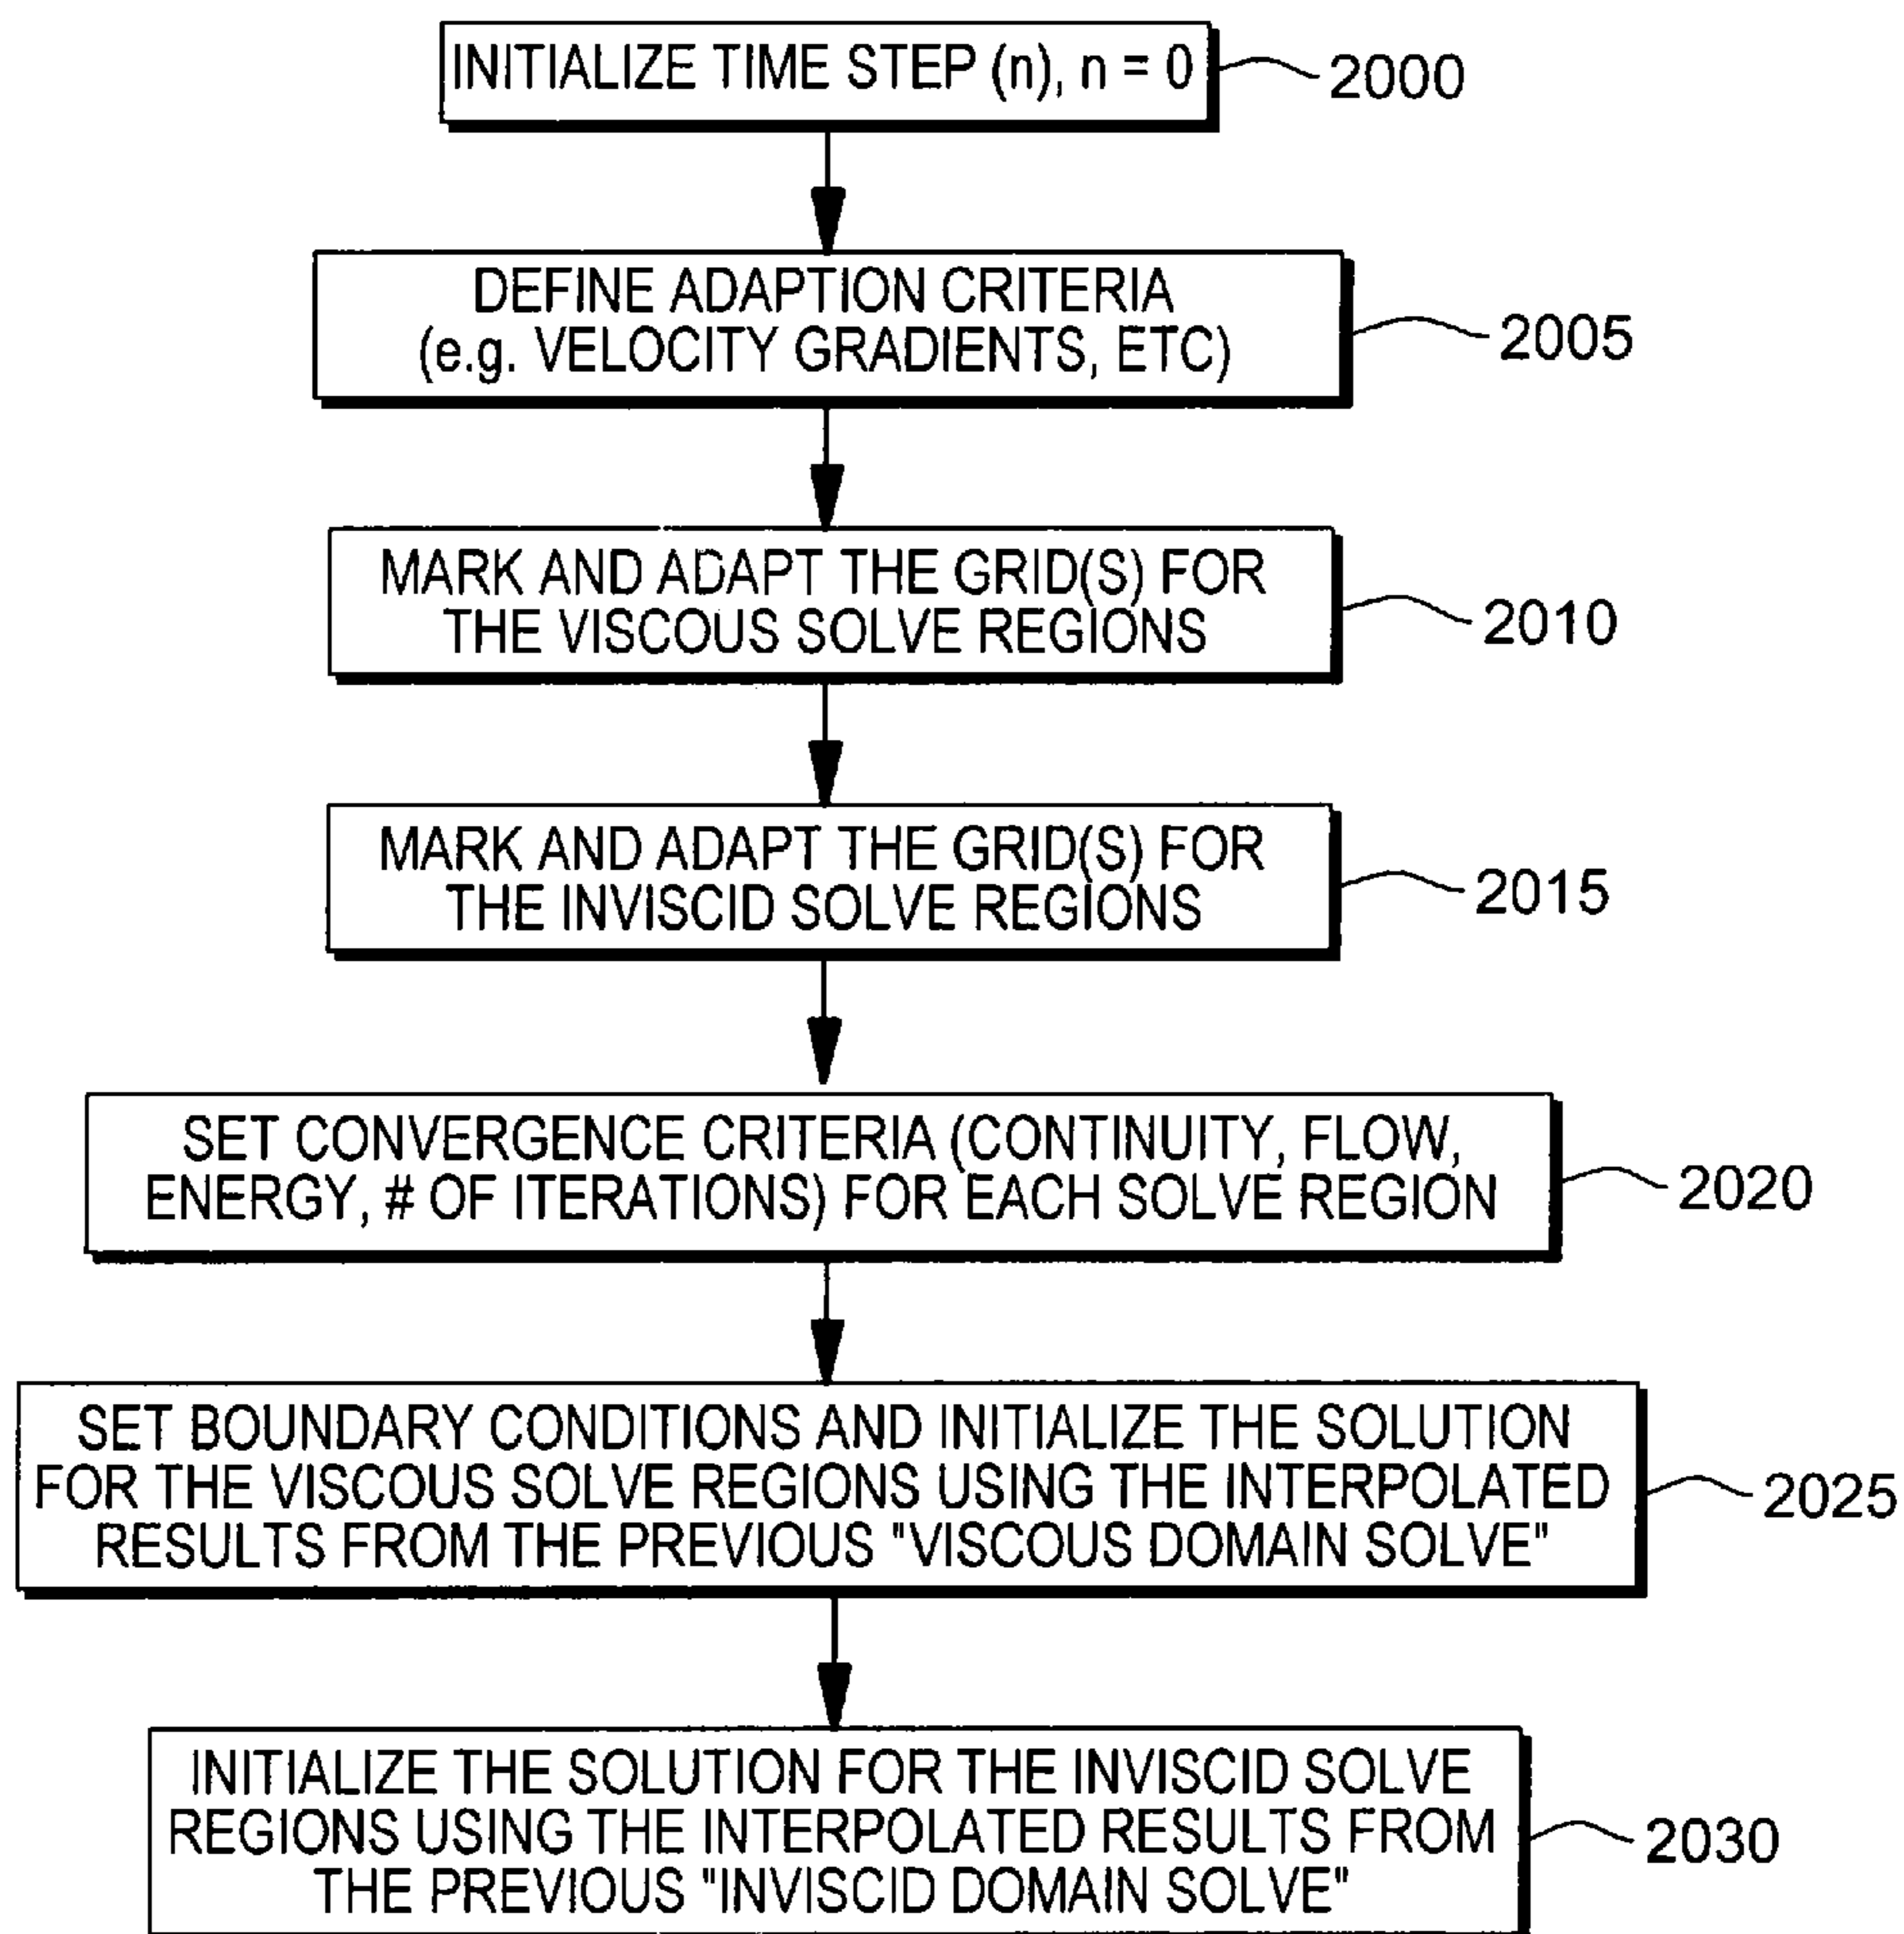 INITIALIZE TIME STEP (n), n = 0
2000
DEFINE ADAPTION CRITERIA
(e.g. VELOCITY GRADIENTS, ETC)
2005
MARK AND ADAPT THE GRID(S) FOR
THE VISCOUS SOLVE REGIONS
2010
MARK AND ADAPT THE GRID(S) FOR
THE INVISCID SOLVE REGIONS
2015
SET CONVERGENCE CRITERIA (CONTINUITY, FLOW,
ENERGY, # OF ITERATIONS) FOR EACH SOLVE REGION
2020
SET BOUNDARY CONDITIONS AND INITIALIZE THE SOLUTION
FOR THE VISCOUS SOLVE REGIONS USING THE INTERPOLATED
RESULTS FROM THE PREVIOUS "VISCOUS DOMAIN SOLVE"
2025
INITIALIZE THE SOLUTION FOR THE INVISCID SOLVE
REGIONS USING THE INTERPOLATED RESULTS FROM
THE PREVIOUS "INVISCID DOMAIN SOLVE"
2030